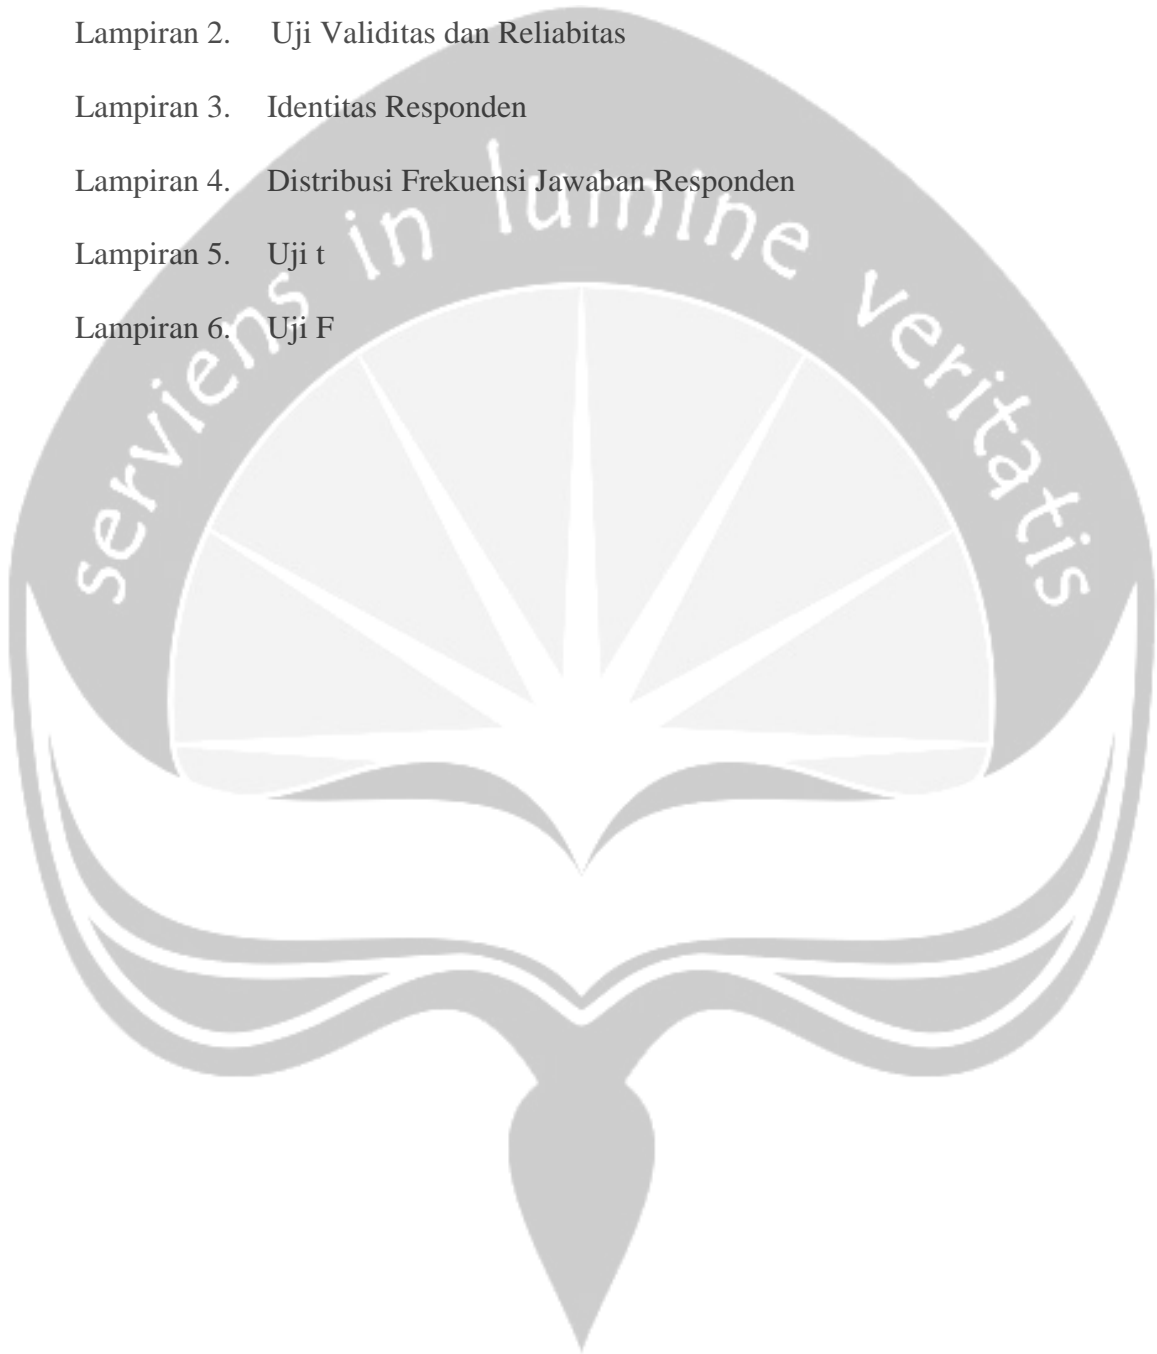 Lampiran 2. Uji Validitas dan Reliabitas
Lampiran 3. Identitas Responden
Lampiran 4. Distribusi Frekuensi Jawaban Responden
Lampiran 5. Uji t
Lampiran 6. Uji F
serviens in lumine veritatis